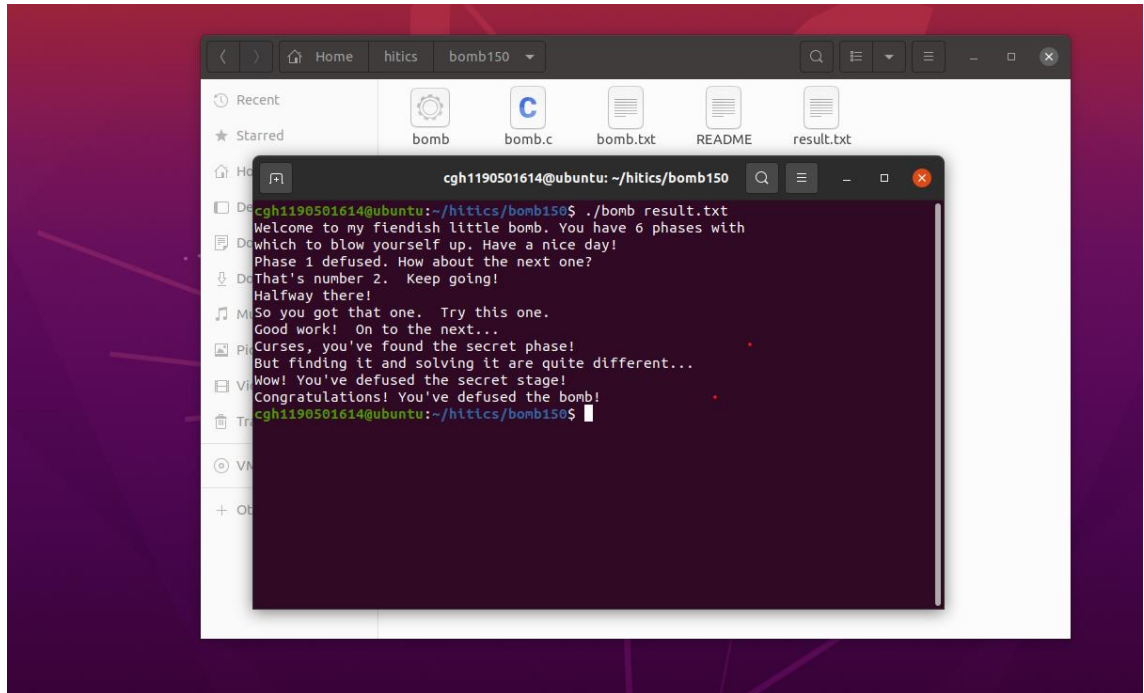 Home hitics bomb150
Recent
Starred
bomb bomb.c bomb.txt README result.txt
cgh1190501614@ubuntu: ~/hitics/bomb150
cgh1190501614@ubuntu:~/hitics/bomb150$ ./bomb result.txt
Welcome to my fiendish little bomb. You have 6 phases with
which to blow yourself up. Have a nice day!
Phase 1 defused. How about the next one?
That's number 2.  Keep going!
Halfway there!
So you got that one.  Try this one.
Good work!  On to the next...
Curses, you've found the secret phase!
But finding it and solving it are quite different...
Wow! You've defused the secret stage!
Congratulations! You've defused the bomb!
cgh1190501614@ubuntu:~/hitics/bomb150$